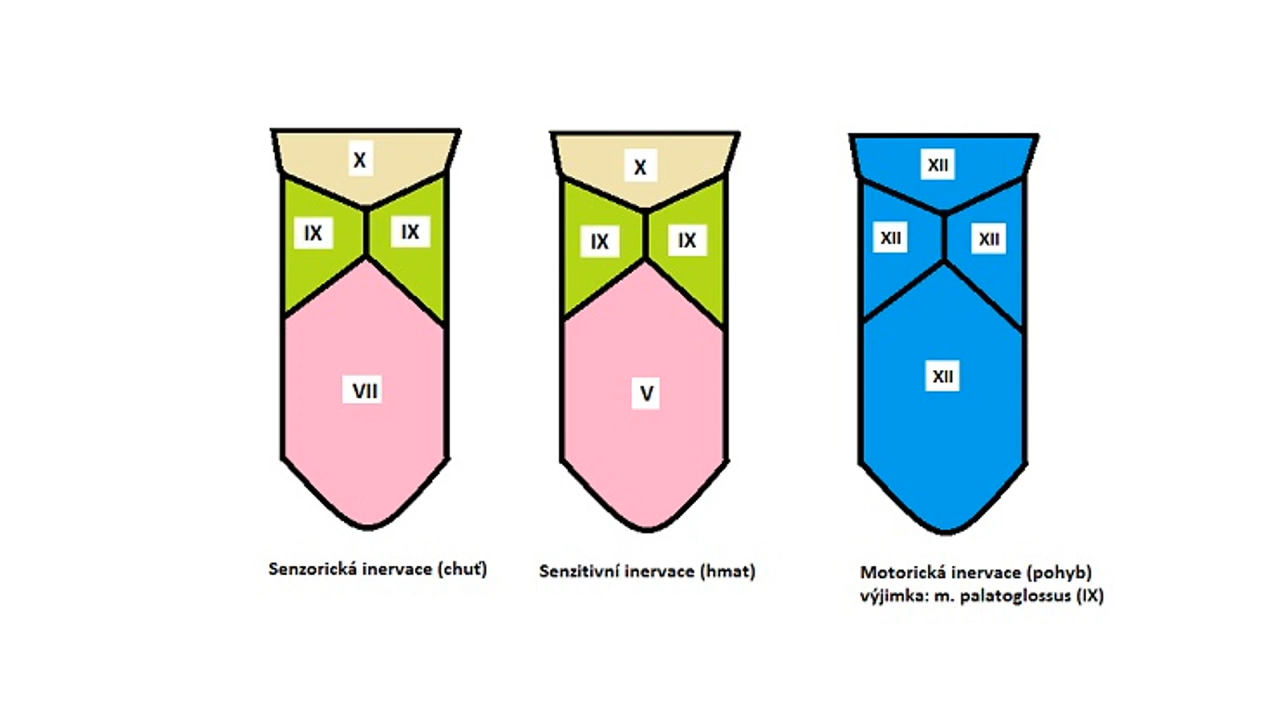 X
IX
IX
VII
Senzorická inervace (chuť)
X
IX
IX
V
Senzitivní inervace (hmat)
XII
XII
XII
XII
Motorická inervace (pohyb)
výjimka: m. palatoglossus (IX)